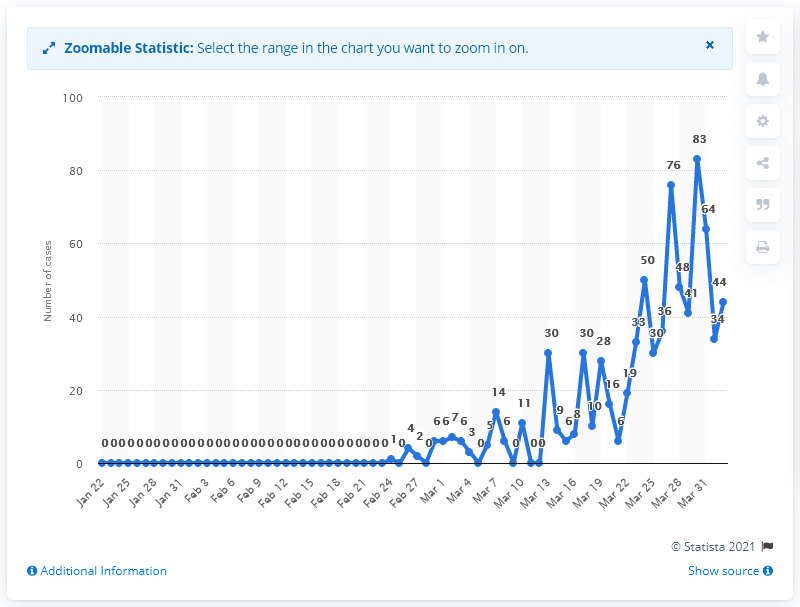 Zoomable Statistic: Select the range in the chart you want to zoom in on.
100
80
60
40
20
0
Number of cases
0 0 0 0 0 0 0 0 0 0 0 0 0 0 0 0 0 0 0 0 0 0 0 0 0 0 0 0 0 0 0 0 0 1 0 4 2 0 6 6 7 6 3 0 5 14 6 0 11 0 0 30 9 6 8 30 10 28 16 6 19 33 50 30 36 76 48 41 83 64 34 44
Jan 22 Jan 25 Jan 28 Jan 31 Feb 3 Feb 6 Feb 9 Feb 12 Feb 15 Feb 18 Feb 21 Feb 24 Feb 27 Mar 1 Mar 4 Mar 7 Mar 10 Mar 13 Mar 16 Mar 19 Mar 22 Mar 25 Mar 28 Mar 31
© Statista 2021
Additional Information
Show source